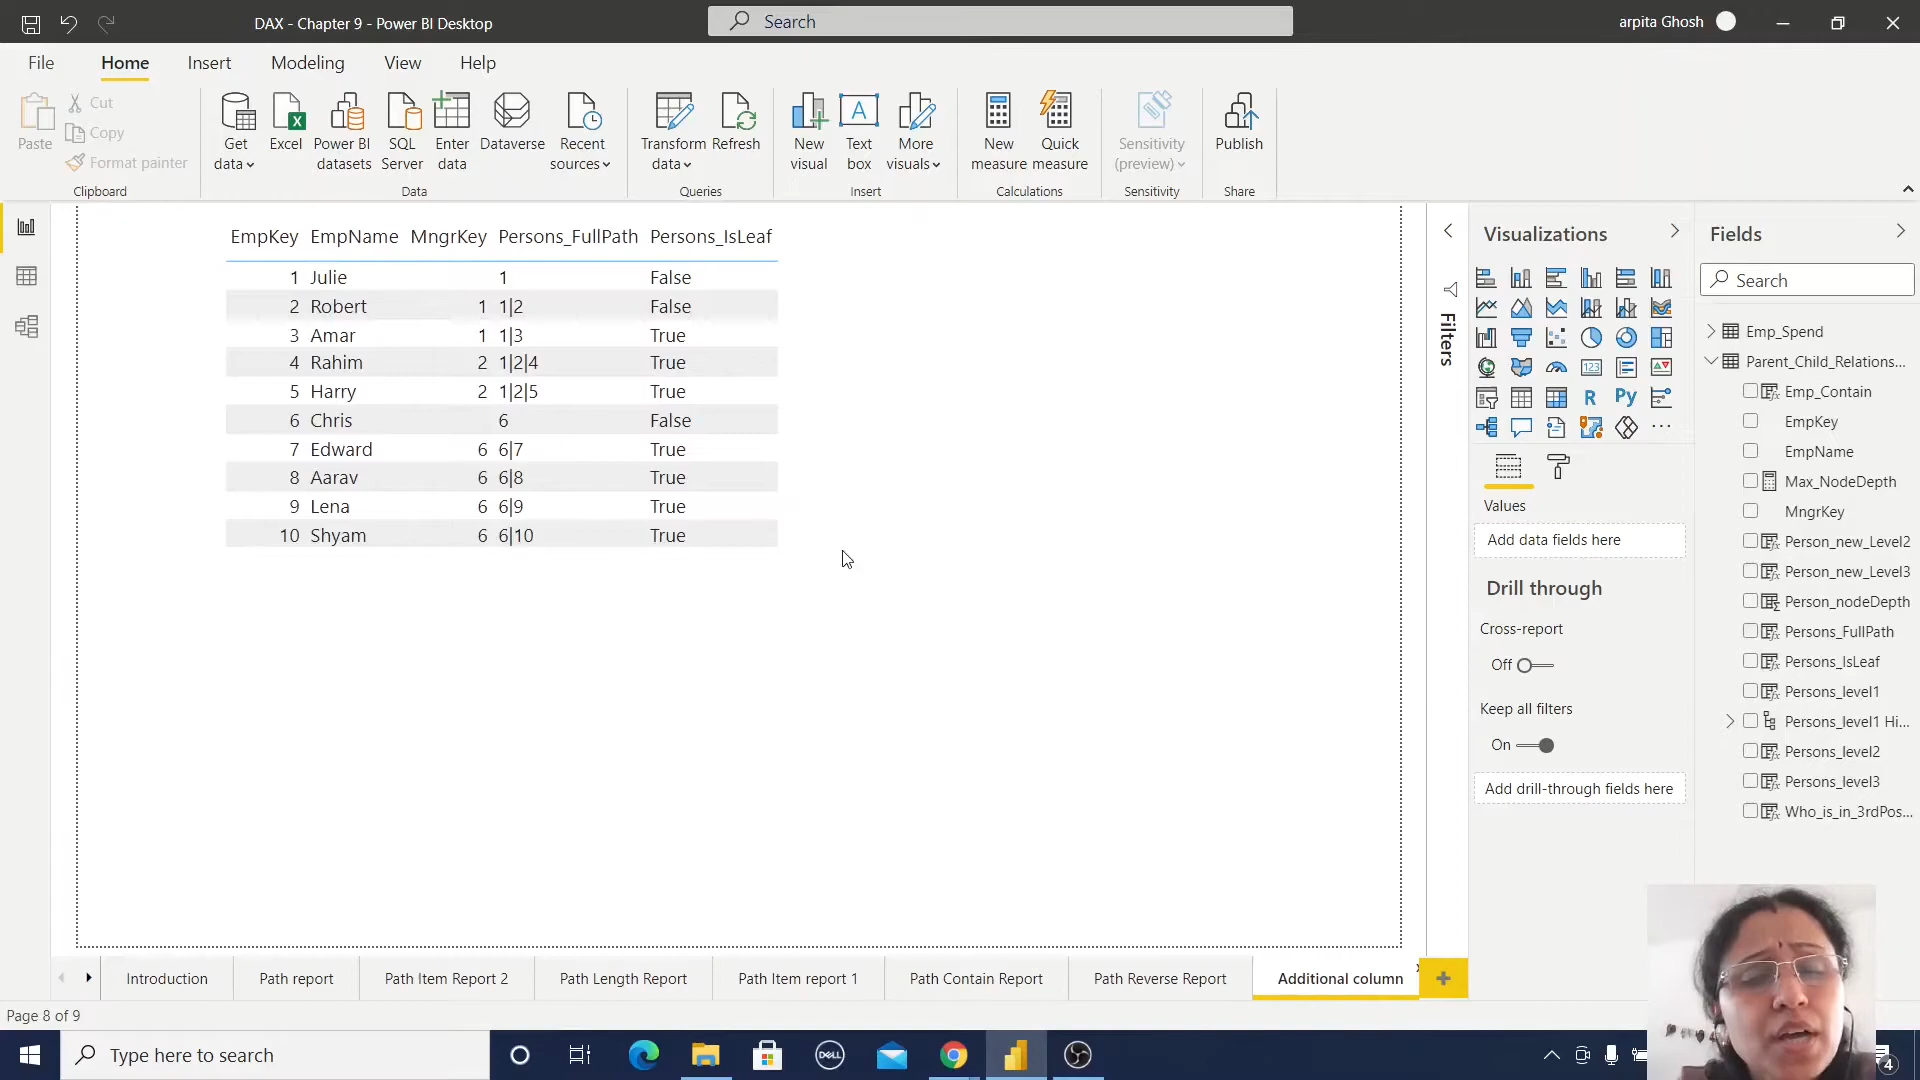 DAX - Chapter 9 - Power BI Desktop
Search
arpita Ghosh
File Home Insert Modeling View Help
Paste
Cut
Copy
Format painter
Clipboard
Get data
Excel
Power BI datasets
SQL Server
Enter data
Dataverse
Recent sources
Data
Transform data
Refresh
Queries
New visual
Text box
More visuals
Insert
New measure
Quick measure
Calculations
Sensitivity (preview)
Sensitivity
Publish
Share
EmpKey EmpName MngrKey Persons_FullPath Persons_IsLeaf
1 Julie 1 False
2 Robert 1 1|2 False
3 Amar 1 1|3 True
4 Rahim 2 1|2|4 True
5 Harry 2 1|2|5 True
6 Chris 6 False
7 Edward 6 6|7 True
8 Aarav 6 6|8 True
9 Lena 6 6|9 True
10 Shyam 6 6|10 True
Filters
Visualizations
R Py
123
Values
Add data fields here
Drill through
Cross-report
Off
Keep all filters
On
Add drill-through fields here
Fields
Search
Emp_Spend
Parent_Child_Relations...
Emp_Contain
EmpKey
EmpName
Max_NodeDepth
MngrKey
Person_new_Level2
Person_new_Level3
Person_nodeDepth
Persons_FullPath
Persons_IsLeaf
Persons_level1
Persons_level1 Hi...
Persons_level2
Persons_level3
Who_is_in_3rdPos...
Introduction Path report Path Item Report 2 Path Length Report Path Item report 1 Path Contain Report Path Reverse Report Additional column
Page 8 of 9
Type here to search
DELL
4